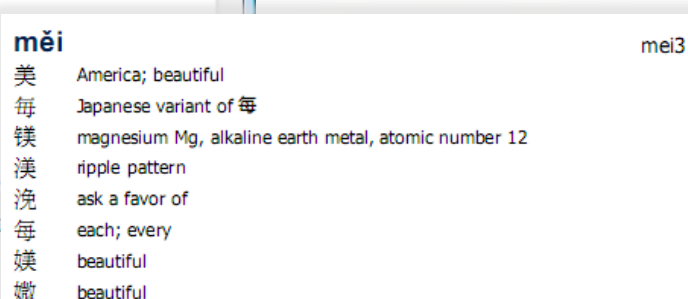 měi mei3
美 America; beautiful
毎 Japanese variant of 每
镁 magnesium Mg, alkaline earth metal, atomic number 12
渼 ripple pattern
浼 ask a favor of
每 each; every
媄 beautiful
媺 beautiful